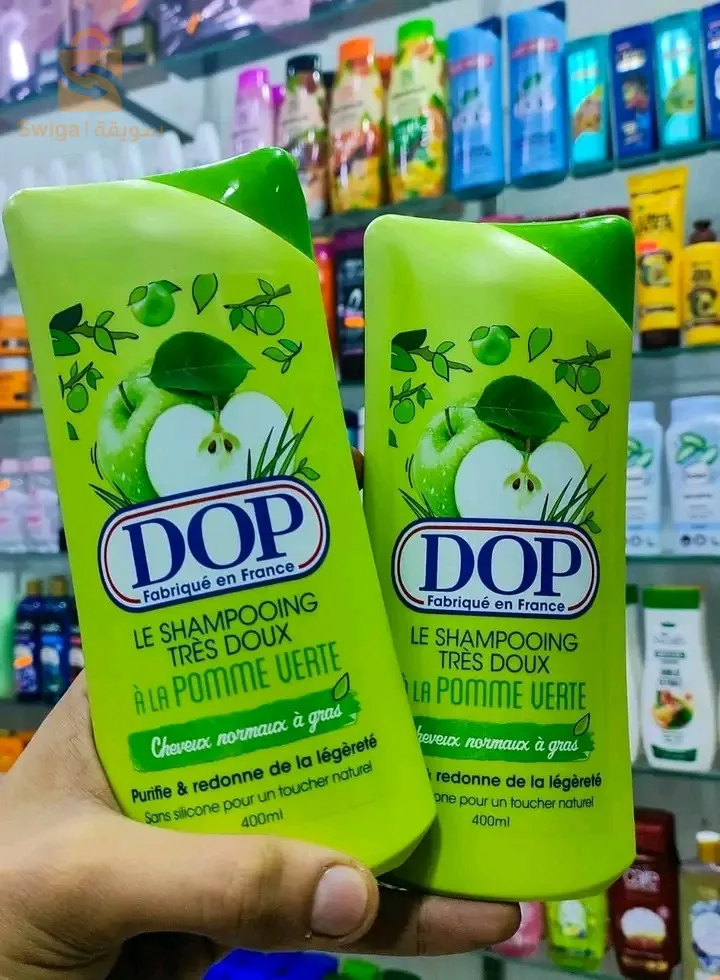 Swiga | سويقة
DOP
Fabriqué en France
LE SHAMPOOING
TRÈS DOUX
À LA POMME VERTE
Cheveux normaux à gras
Purifie & redonne de la légèreté
Sans silicone pour un toucher naturel
400ml
DOP
Fabriqué en France
LE SHAMPOOING
TRÈS DOUX
LA POMME VERTE
Cheveux normaux à gras
& redonne de la légèreté
pour un toucher naturel
400ml